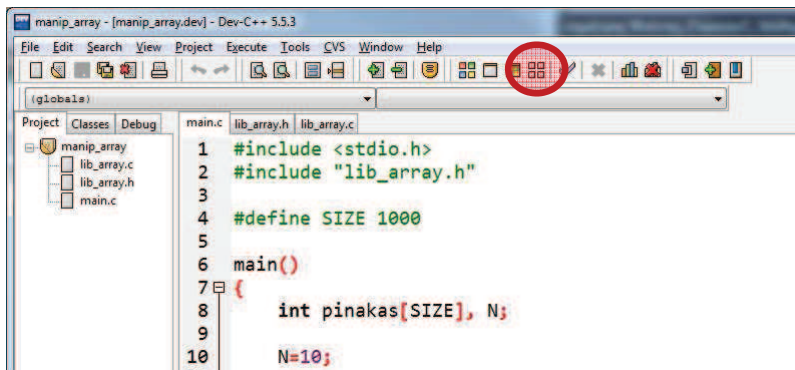 manip_array - [manip_array.dev] - Dev-C++ 5.5.3
File Edit Search View Project Execute Tools CVS Window Help
(globals)
Project Classes Debug
main.c lib_array.h lib_array.c
manip_array
lib_array.c
lib_array.h
main.c
1 #include <stdio.h>
2 #include "lib_array.h"
3
4 #define SIZE 1000
5
6 main()
7 {
8 int pinakas[SIZE], N;
9
10 N=10;